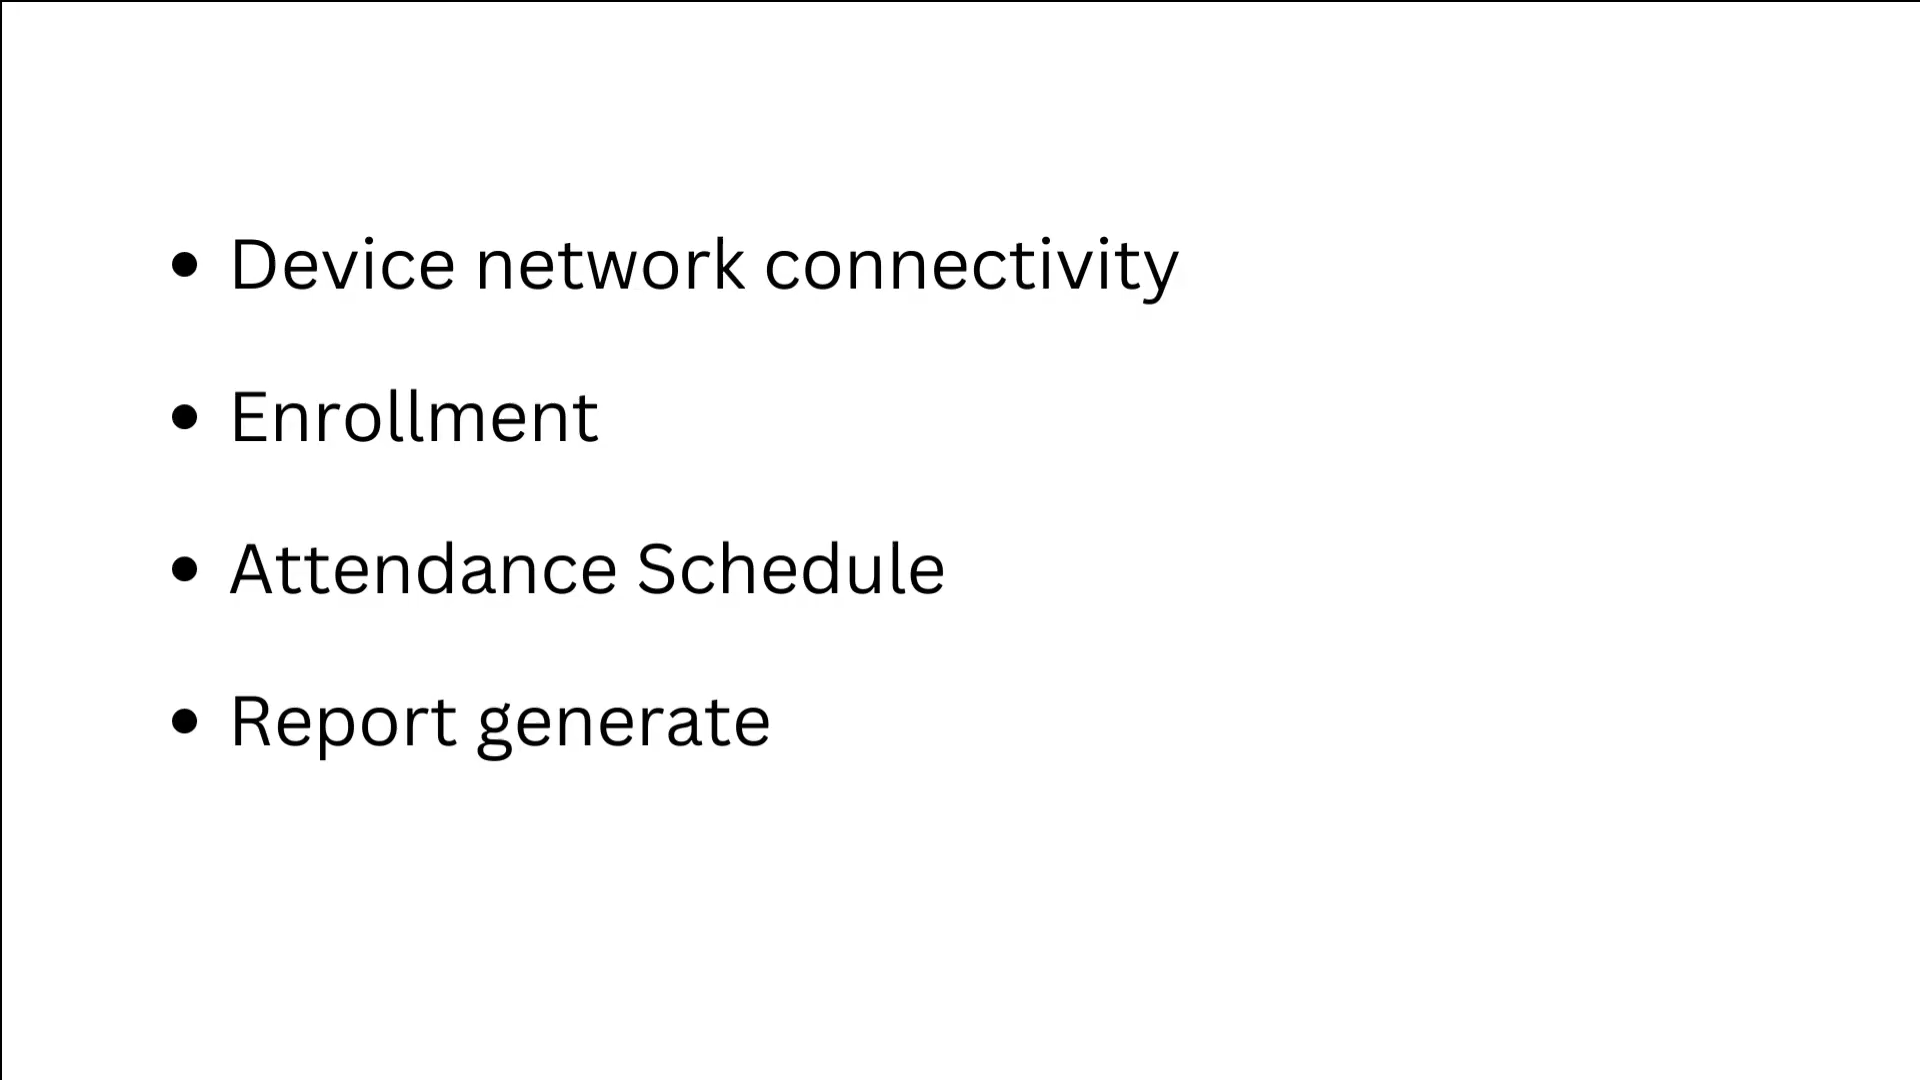 • Device network connectivity
• Enrollment
• Attendance Schedule
• Report generate